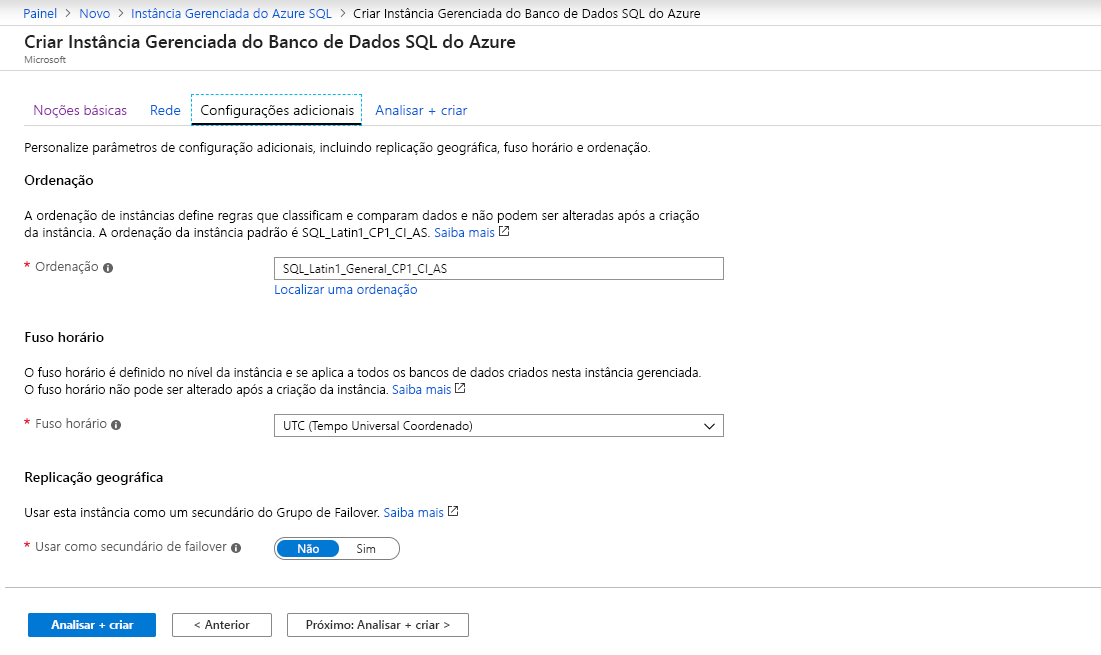 Painel > Novo > Instância Gerenciada do Azure SQL > Criar Instância Gerenciada do Banco de Dados SQL do Azure
Criar Instância Gerenciada do Banco de Dados SQL do Azure
Microsoft
Noções básicas Rede Configurações adicionais Analisar + criar
Personalize parâmetros de configuração adicionais, incluindo replicação geográfica, fuso horário e ordenação.
Ordenação
A ordenação de instâncias define regras que classificam e comparam dados e não podem ser alteradas após a criação
da instância. A ordenação da instância padrão é SQL_Latin1_CP1_CI_AS. Saiba mais
* Ordenação
SQL_Latin1_General_CP1_CI_AS
Localizar uma ordenação
Fuso horário
O fuso horário é definido no nível da instância e se aplica a todos os bancos de dados criados nesta instância gerenciada.
O fuso horário não pode ser alterado após a criação da instância. Saiba mais
* Fuso horário
UTC (Tempo Universal Coordenado)
Replicação geográfica
Usar esta instância como um secundário do Grupo de Failover. Saiba mais
* Usar como secundário de failover
Não Sim
Analisar + criar < Anterior Próximo: Analisar + criar >